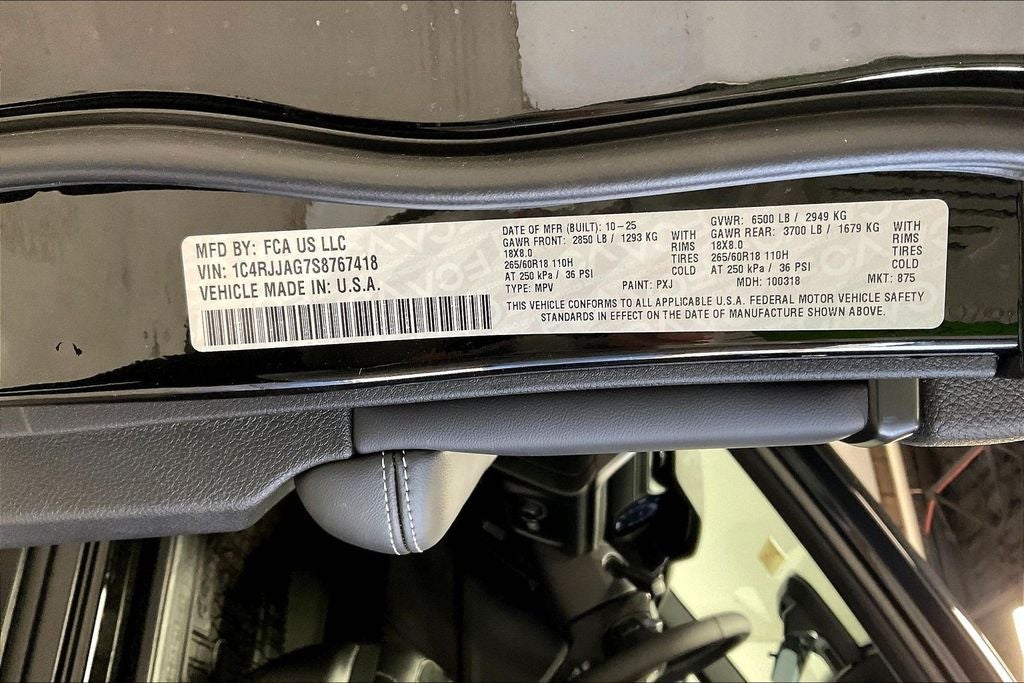 MFD BY: FCA US LLC
VIN: 1C4RJJAG7S8767418
VEHICLE MADE IN: U.S.A.
DATE OF MFR (BUILT): 10-25
GAWR FRONT: 2850 LB / 1293 KG WITH
18X8.0 RIMS
265/60R18 110H TIRES
AT 250 kPa / 36 PSI COLD
TYPE: MPV PAINT: PXJ
GVWR: 6500 LB / 2949 KG
GAWR REAR: 3700 LB / 1679 KG WITH
18X8.0 RIMS
265/60R18 110H TIRES
AT 250 kPa / 36 PSI COLD
MDH: 100318 MKT: 875
THIS VEHICLE CONFORMS TO ALL APPLICABLE U.S.A. FEDERAL MOTOR VEHICLE SAFETY
STANDARDS IN EFFECT ON THE DATE OF MANUFACTURE SHOWN ABOVE.